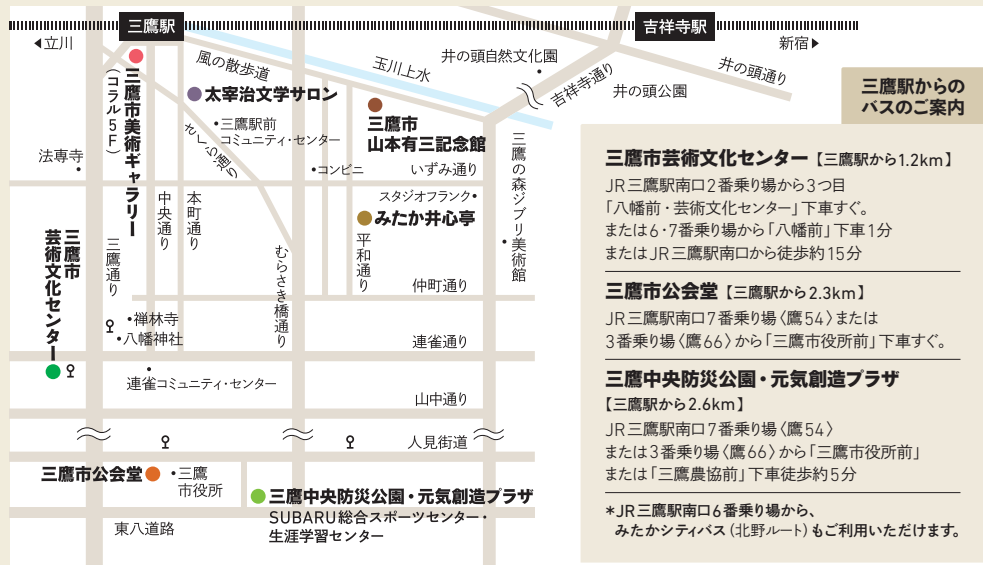 三鷹駅
吉祥寺駅
立川
新宿
三鷹市美術ギャラリー
(コラル5F)
風の散歩道
玉川上水
井の頭自然文化園
吉祥寺通り
井の頭公園
井の頭通り
太宰治文学サロン
三鷹駅前
コミュニティ・センター
さくら通り
三鷹市
山本有三記念館
法専寺
コンビニ
いずみ通り
スタジオフランク
みたか井心亭
三鷹の森ジブリ美術館
中央通り
本町通り
三鷹通り
むらさき橋通り
平和通り
仲町通り
三鷹市
芸術文化センター
禅林寺
八幡神社
連雀通り
連雀コミュニティ・センター
山中通り
人見街道
三鷹市公会堂
三鷹
市役所
三鷹中央防災公園・元気創造プラザ
SUBARU総合スポーツセンター・
生涯学習センター
東八道路
三鷹駅からの
バスのご案内
三鷹市芸術文化センター【三鷹駅から1.2km】
JR三鷹駅南口2番乗り場から3つ目
「八幡前・芸術文化センター」下車すぐ。
または6・7番乗り場から「八幡前」下車1分
またはJR三鷹駅南口から徒歩約15分
三鷹市公会堂【三鷹駅から2.3km】
JR三鷹駅南口7番乗り場〈鷹54〉または
3番乗り場〈鷹66〉から「三鷹市役所前」下車すぐ。
三鷹中央防災公園・元気創造プラザ
【三鷹駅から2.6km】
JR三鷹駅南口7番乗り場〈鷹54〉
または3番乗り場〈鷹66〉から「三鷹市役所前」
または「三鷹農協前」下車徒歩約5分
*JR三鷹駅南口6番乗り場から、
みたかシティバス(北野ルート)もご利用いただけます。